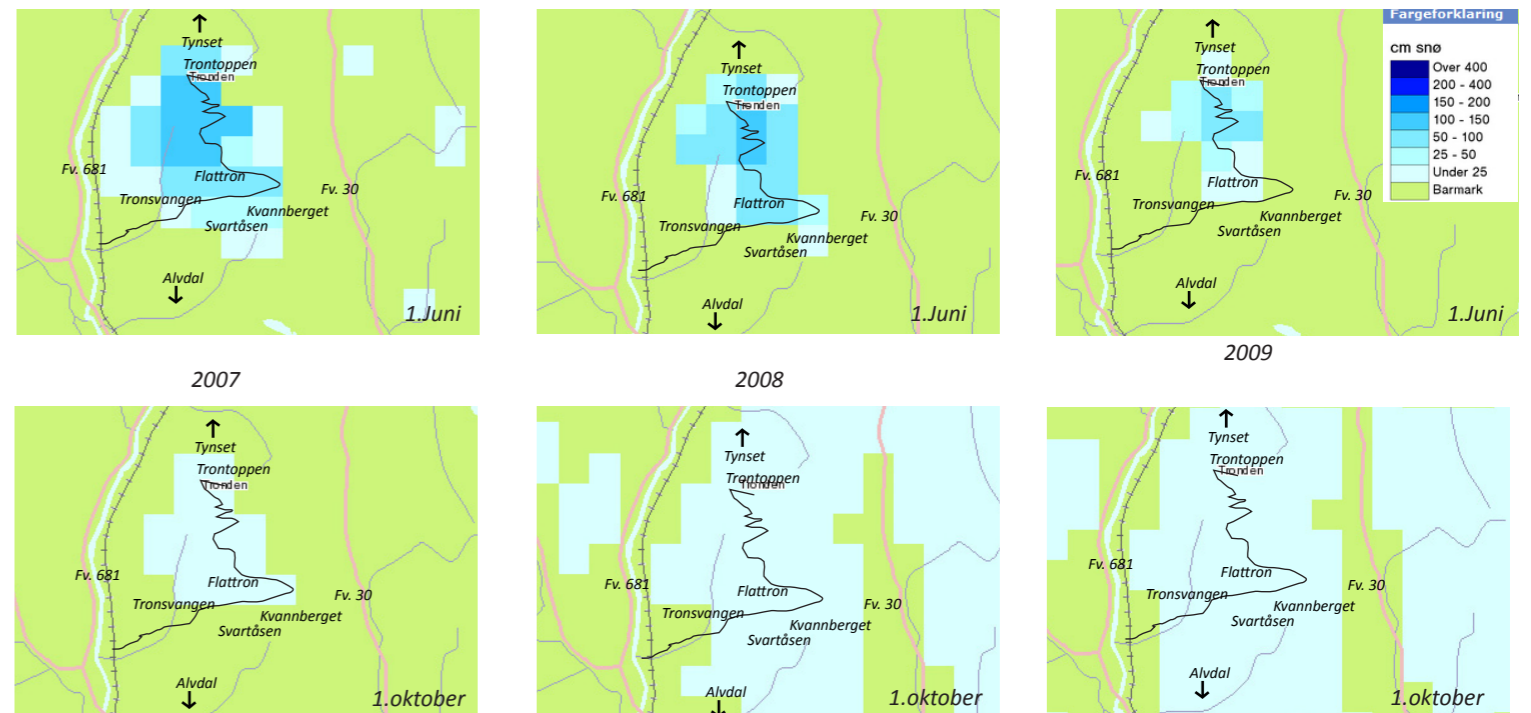 Tynset
Trontoppen
Tronden
Fv. 681
Flattron
Fv. 30
Tronsvangen
Kvannberget
Svartåsen
Alvdal
1.Juni
2007
Tynset
Trontoppen
Tronden
Fv. 681
Flattron
Fv. 30
Tronsvangen
Kvannberget
Svartåsen
Alvdal
1.Juni
2008
Tynset
Trontoppen
Tronden
Fv. 681
Flattron
Fv. 30
Tronsvangen
Kvannberget
Svartåsen
Alvdal
1.Juni
2009
Fargeforklaring
cm snø
Over 400
200 - 400
150 - 200
100 - 150
50 - 100
25 - 50
Under 25
Barmark
Tynset
Trontoppen
Tronden
Fv. 681
Flattron
Fv. 30
Tronsvangen
Kvannberget
Svartåsen
Alvdal
1.oktober
Tynset
Trontoppen
Tronden
Fv. 681
Flattron
Fv. 30
Tronsvangen
Kvannberget
Svartåsen
Alvdal
1.oktober
Tynset
Trontoppen
Tronden
Fv. 681
Flattron
Fv. 30
Tronsvangen
Kvannberget
Svartåsen
Alvdal
1.oktober